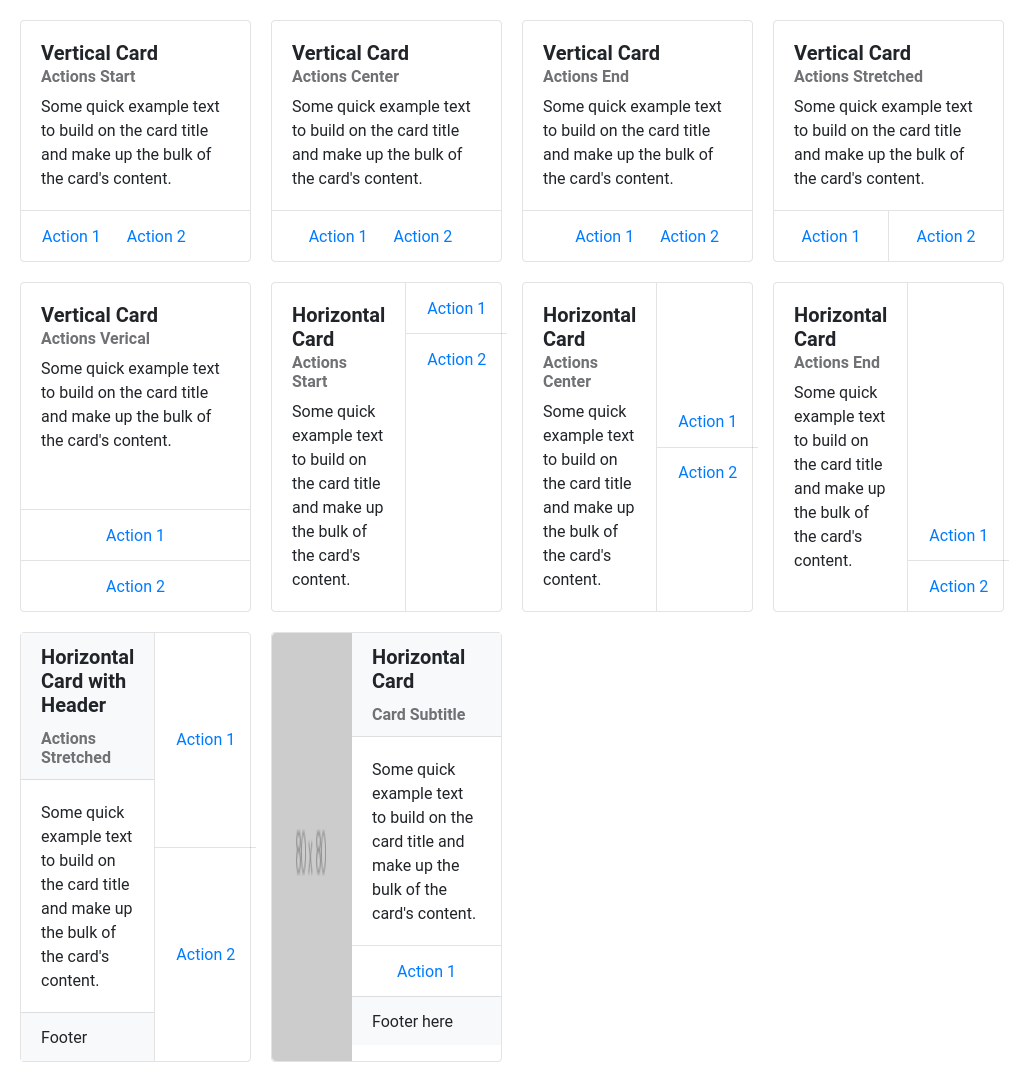 Vertical Card
Actions Start
Some quick example text
to build on the card title
and make up the bulk of
the card's content.
Action 1
Action 2
Vertical Card
Actions Center
Some quick example text
to build on the card title
and make up the bulk of
the card's content.
Action 1
Action 2
Vertical Card
Actions End
Some quick example text
to build on the card title
and make up the bulk of
the card's content.
Action 1
Action 2
Vertical Card
Actions Stretched
Some quick example text
to build on the card title
and make up the bulk of
the card's content.
Action 1
Action 2
Vertical Card
Actions Verical
Some quick example text
to build on the card title
and make up the bulk of
the card's content.
Action 1
Action 2
Horizontal
Card
Actions
Start
Some quick
example text
to build on
the card title
and make up
the bulk of
the card's
content.
Action 1
Action 2
Horizontal
Card
Actions
Center
Some quick
example text
to build on
the card title
and make up
the bulk of
the card's
content.
Action 1
Action 2
Horizontal
Card
Actions End
Some quick
example text
to build on
the card title
and make up
the bulk of
the card's
content.
Action 1
Action 2
Horizontal
Card with
Header
Actions
Stretched
Some quick
example text
to build on
the card title
and make up
the bulk of
the card's
content.
Footer
Action 1
Action 2
80 x 80
Horizontal
Card
Card Subtitle
Some quick
example text
to build on the
card title and
make up the
bulk of the
card's content.
Action 1
Footer here